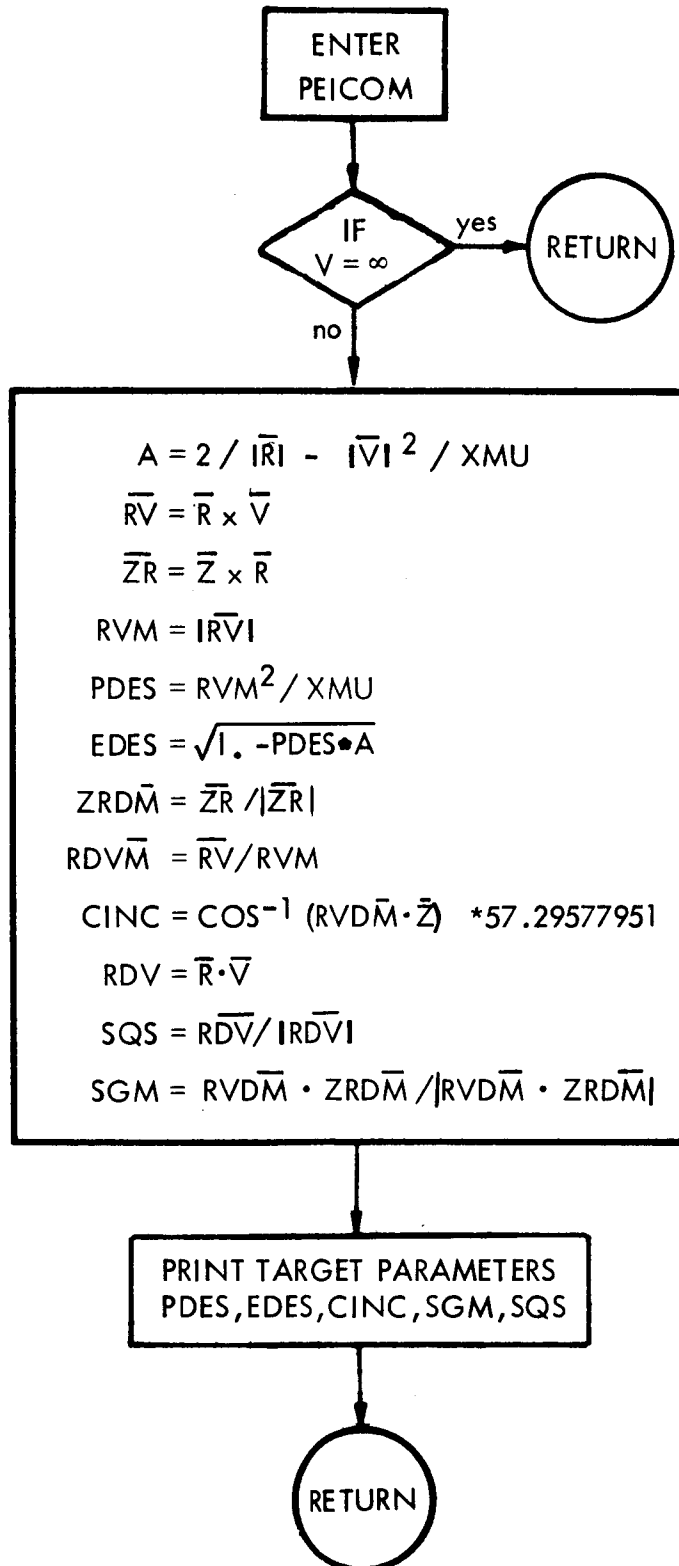 ENTER
PEICOM
IF
V = ∞
yes
RETURN
no
A = 2 / |R̅| - |V̅|² / XMU
R̅V̅ = R̅ x V̅
Z̅R̅ = Z̅ x R̅
RVM = |R̅V̅|
PDES = RVM² / XMU
EDES = √1. -PDES*A
ZRDM̅ = Z̅R̅ /|Z̅R̅|
RDVM̅ = R̅V̅/RVM
CINC = COS⁻¹ (RVDM̅·Z̅) *57.29577951
RDV = R̅·V̅
SQS = RD̅V̅/|RD̅V̅|
SGM = RVDM̅ · ZRDM̅ /|RVDM̅ · ZRDM̅|
PRINT TARGET PARAMETERS
PDES,EDES,CINC,SGM,SQS
RETURN